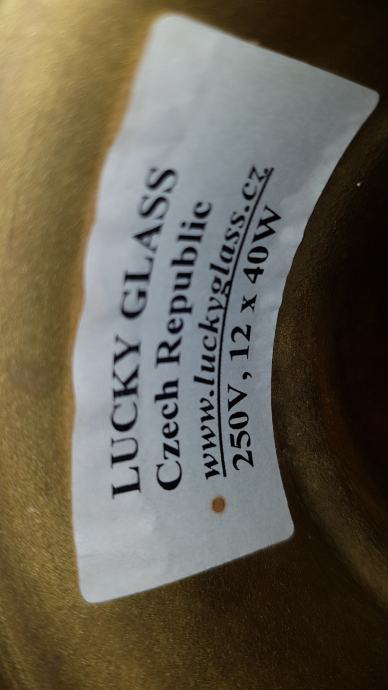 LUCKY GLASS
Czech Republic
www.luckyglass.cz
250V, 12 x 40W